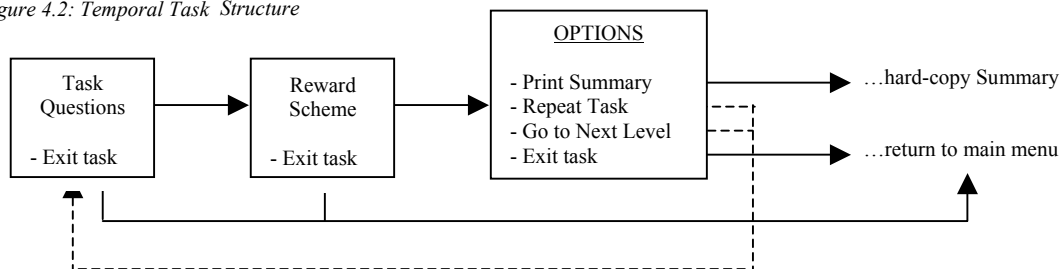 gure 4.2: Temporal Task Structure
Task
Questions
- Exit task
Reward
Scheme
- Exit task
OPTIONS
- Print Summary
- Repeat Task
- Go to Next Level
- Exit task
…hard-copy Summary
…return to main menu